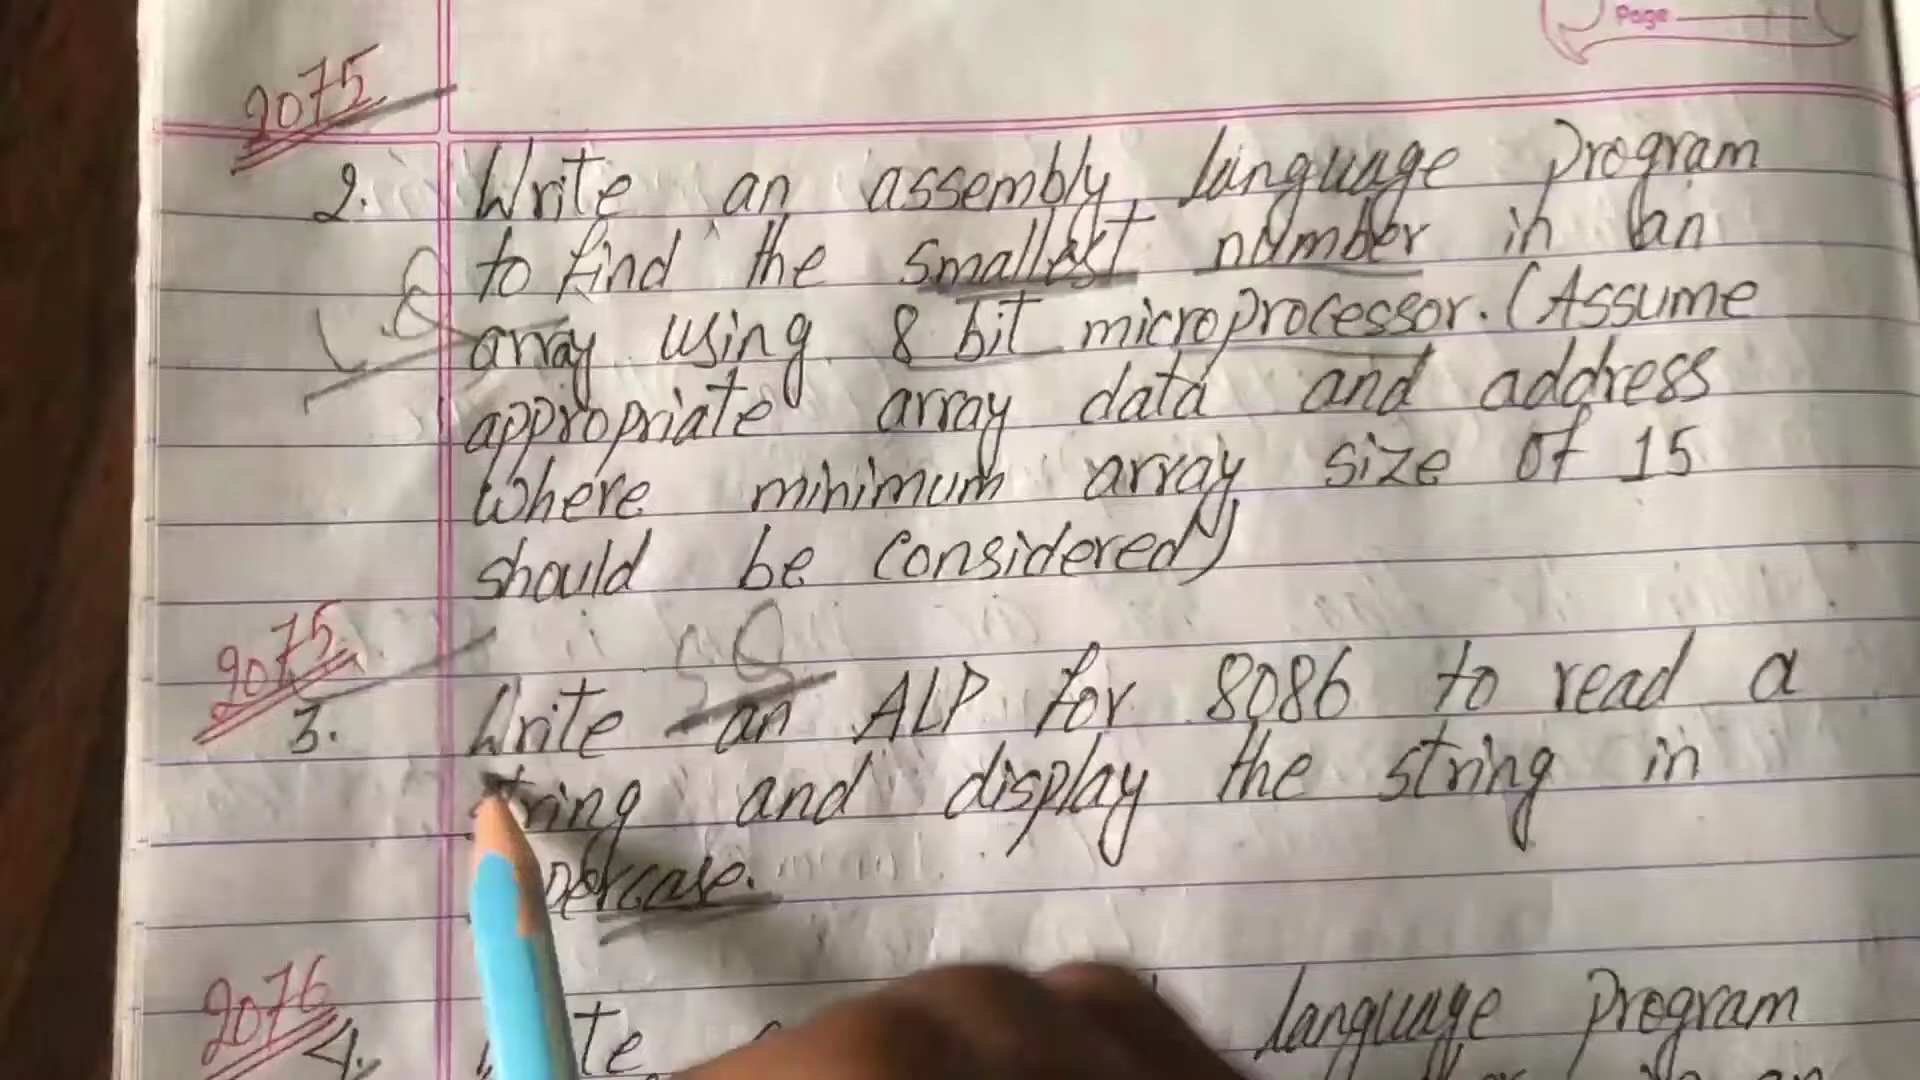 Page
2075
2. Write an assembly language program
to find the smallest number in an
array using 8 bit microprocessor. (Assume
appropriate array data and address
where minimum array size of 15
should be considered)
2075
3. Write an ALP for 8086 to read a
string and display the string in
percase.
2076
4. language program